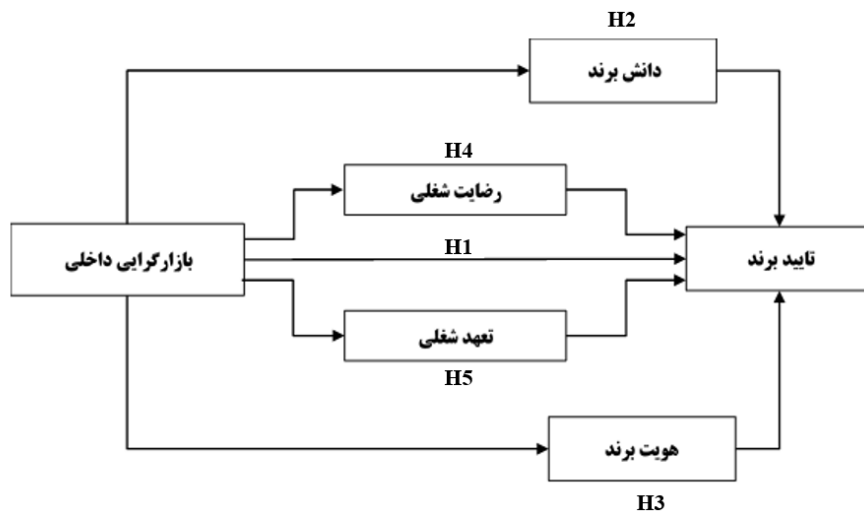 H2
دانش برند
H4
رضایت شغلی
بازارگرایی داخلی
H1
تایید برند
تعهد شغلی
H5
هویت برند
H3